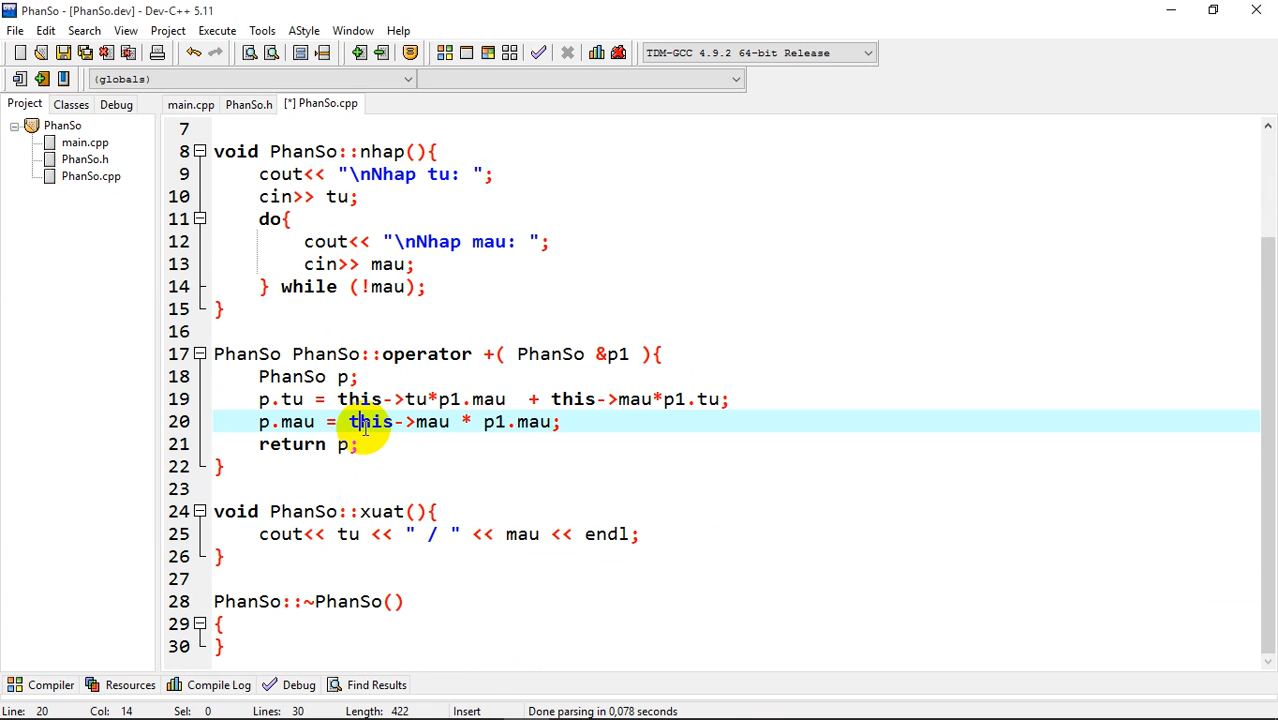 PhanSo - [PhanSo.dev] - Dev-C++ 5.11
File Edit Search View Project Execute Tools AStyle Window Help
TDM-GCC 4.9.2 64-bit Release
(globals)
Project Classes Debug main.cpp PhanSo.h [*] PhanSo.cpp
PhanSo
main.cpp
PhanSo.h
PhanSo.cpp
7
8 void PhanSo::nhap(){
9 cout<< "\nNhap tu: ";
10 cin>> tu;
11 do{
12 cout<< "\nNhap mau: ";
13 cin>> mau;
14 } while (!mau);
15 }
16
17 PhanSo PhanSo::operator +( PhanSo &p1 ){
18 PhanSo p;
19 p.tu = this->tu*p1.mau  + this->mau*p1.tu;
20 p.mau = this->mau * p1.mau;
21 return p;
22 }
23
24 void PhanSo::xuat(){
25 cout<< tu << " / " << mau << endl;
26 }
27
28 PhanSo::~PhanSo()
29 {
30 }
Compiler Resources Compile Log Debug Find Results
Line: 20 Col: 14 Sel: 0 Lines: 30 Length: 422 Insert Done parsing in 0,078 seconds